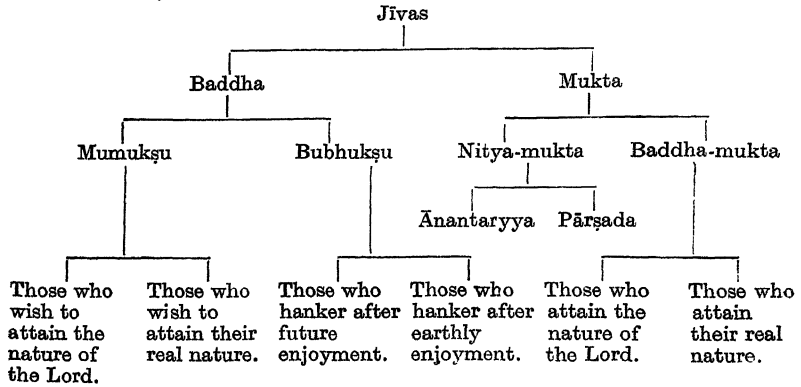 Jīvas
Baddha Mukta
Mumukṣu Bubhukṣu Nitya-mukta Baddha-mukta
Ānantaryya Pārṣada
Those who wish to attain the nature of the Lord.
Those who wish to attain their real nature.
Those who hanker after future enjoyment.
Those who hanker after earthly enjoyment.
Those who attain the nature of the Lord.
Those who attain their real nature.